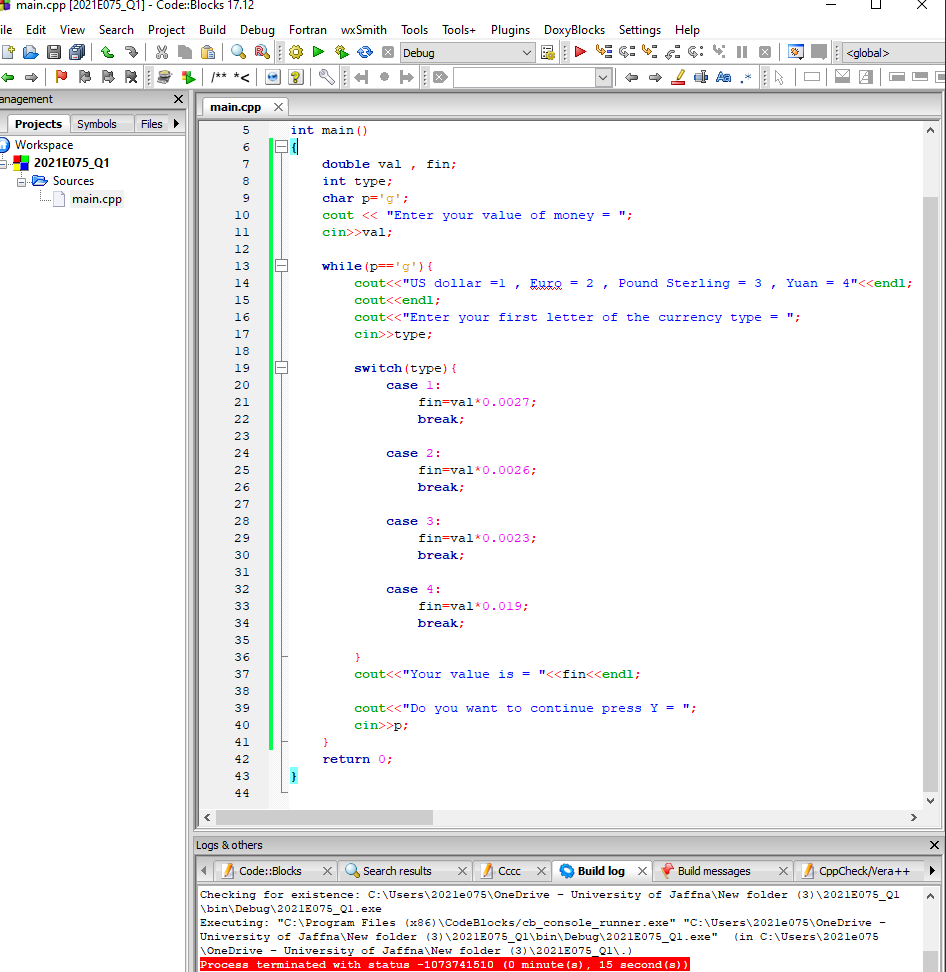 main.cpp [2021E075_Q1] - Code::Blocks 17.12
ile Edit View Search Project Build Debug Fortran wxSmith Tools Tools+ Plugins DoxyBlocks Settings Help
Debug <global>
/** *<
anagement
Projects Symbols Files
Workspace
2021E075_Q1
Sources
main.cpp
main.cpp
5 int main()
6 {
7 double val , fin;
8 int type;
9 char p='g';
10 cout << "Enter your value of money = ";
11 cin>>val;
12
13 while(p=='g'){
14 cout<<"US dollar =1 , Euro = 2 , Pound Sterling = 3 , Yuan = 4"<<endl;
15 cout<<endl;
16 cout<<"Enter your first letter of the currency type = ";
17 cin>>type;
18
19 switch(type){
20 case 1:
21 fin=val*0.0027;
22 break;
23
24 case 2:
25 fin=val*0.0026;
26 break;
27
28 case 3:
29 fin=val*0.0023;
30 break;
31
32 case 4:
33 fin=val*0.019;
34 break;
35
36 }
37 cout<<"Your value is = "<<fin<<endl;
38
39 cout<<"Do you want to continue press Y = ";
40 cin>>p;
41 }
42 return 0;
43 }
44
Logs & others
Code::Blocks Search results Cccc Build log Build messages CppCheck/Vera++
Checking for existence: C:\Users\2021e075\OneDrive - University of Jaffna\New folder (3)\2021E075_Q1
\bin\Debug\2021E075_Q1.exe
Executing: "C:\Program Files (x86)\CodeBlocks/cb_console_runner.exe" "C:\Users\2021e075\OneDrive -
University of Jaffna\New folder (3)\2021E075_Q1\bin\Debug\2021E075_Q1.exe" (in C:\Users\2021e075
\OneDrive - University of Jaffna\New folder (3)\2021E075_Q1\.)
Process terminated with status -1073741510 (0 minute(s), 15 second(s))